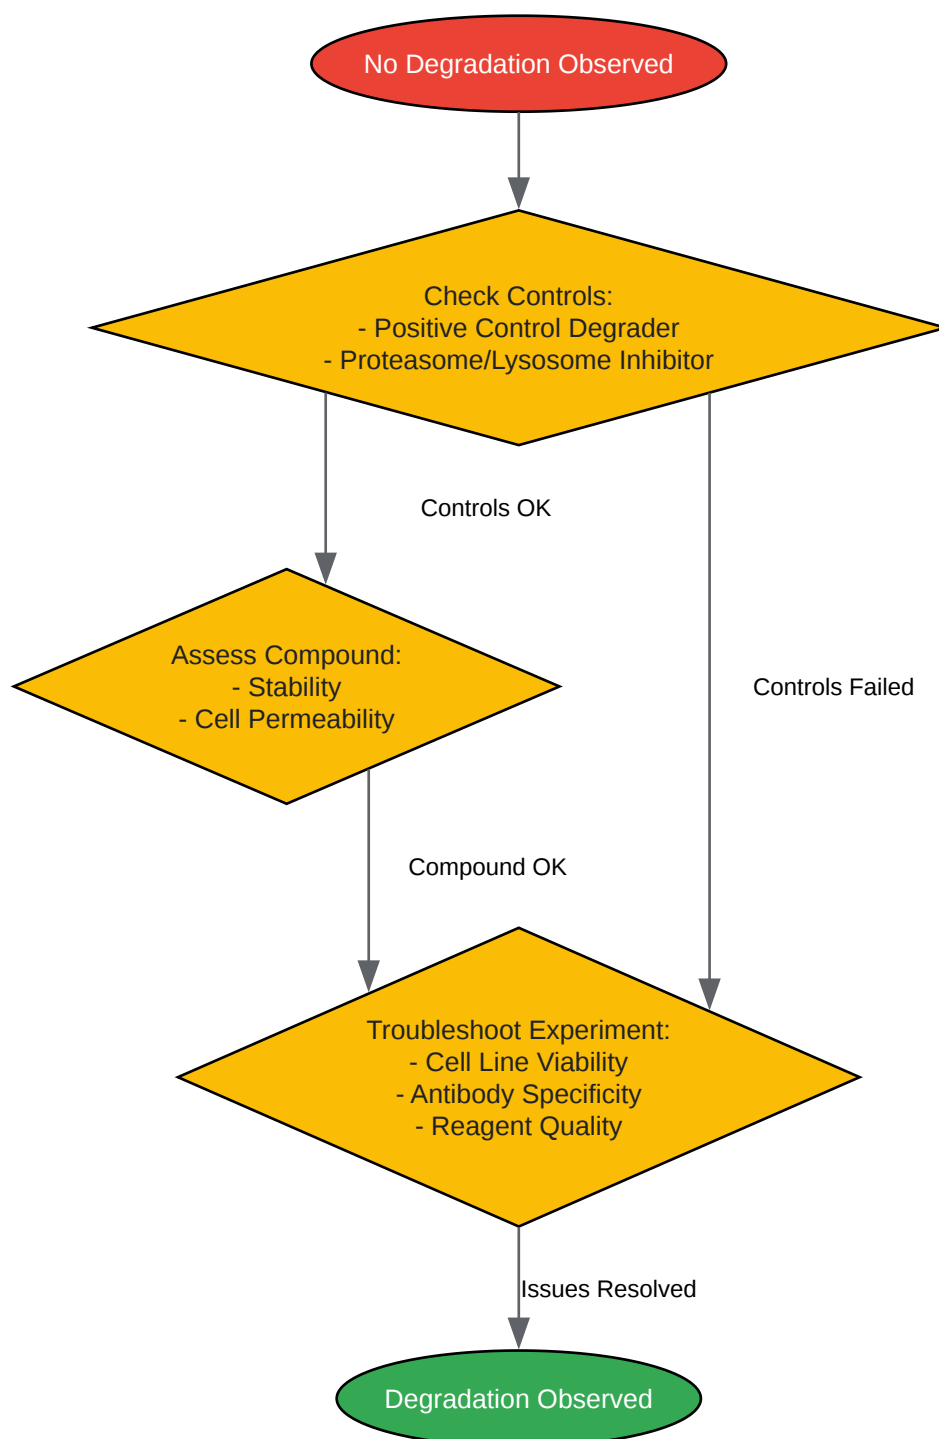 No Degradation Observed
Check Controls:
- Positive Control Degrader
- Proteasome/Lysosome Inhibitor
Controls OK
Assess Compound:
- Stability
- Cell Permeability
Controls Failed
Compound OK
Troubleshoot Experiment:
- Cell Line Viability
- Antibody Specificity
- Reagent Quality
Issues Resolved
Degradation Observed